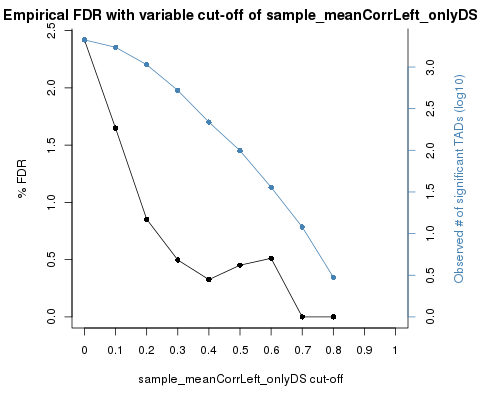 Empirical FDR with variable cut-off of sample_meanCorrLeft_onlyDS
% FDR
2.5
2.0
1.5
1.0
0.5
0.0
3.0
2.5
2.0
1.5
1.0
0.5
0.0
Observed # of significant TADs (log10)
0 0.1 0.2 0.3 0.4 0.5 0.6 0.7 0.8 0.9 1
sample_meanCorrLeft_onlyDS cut-off